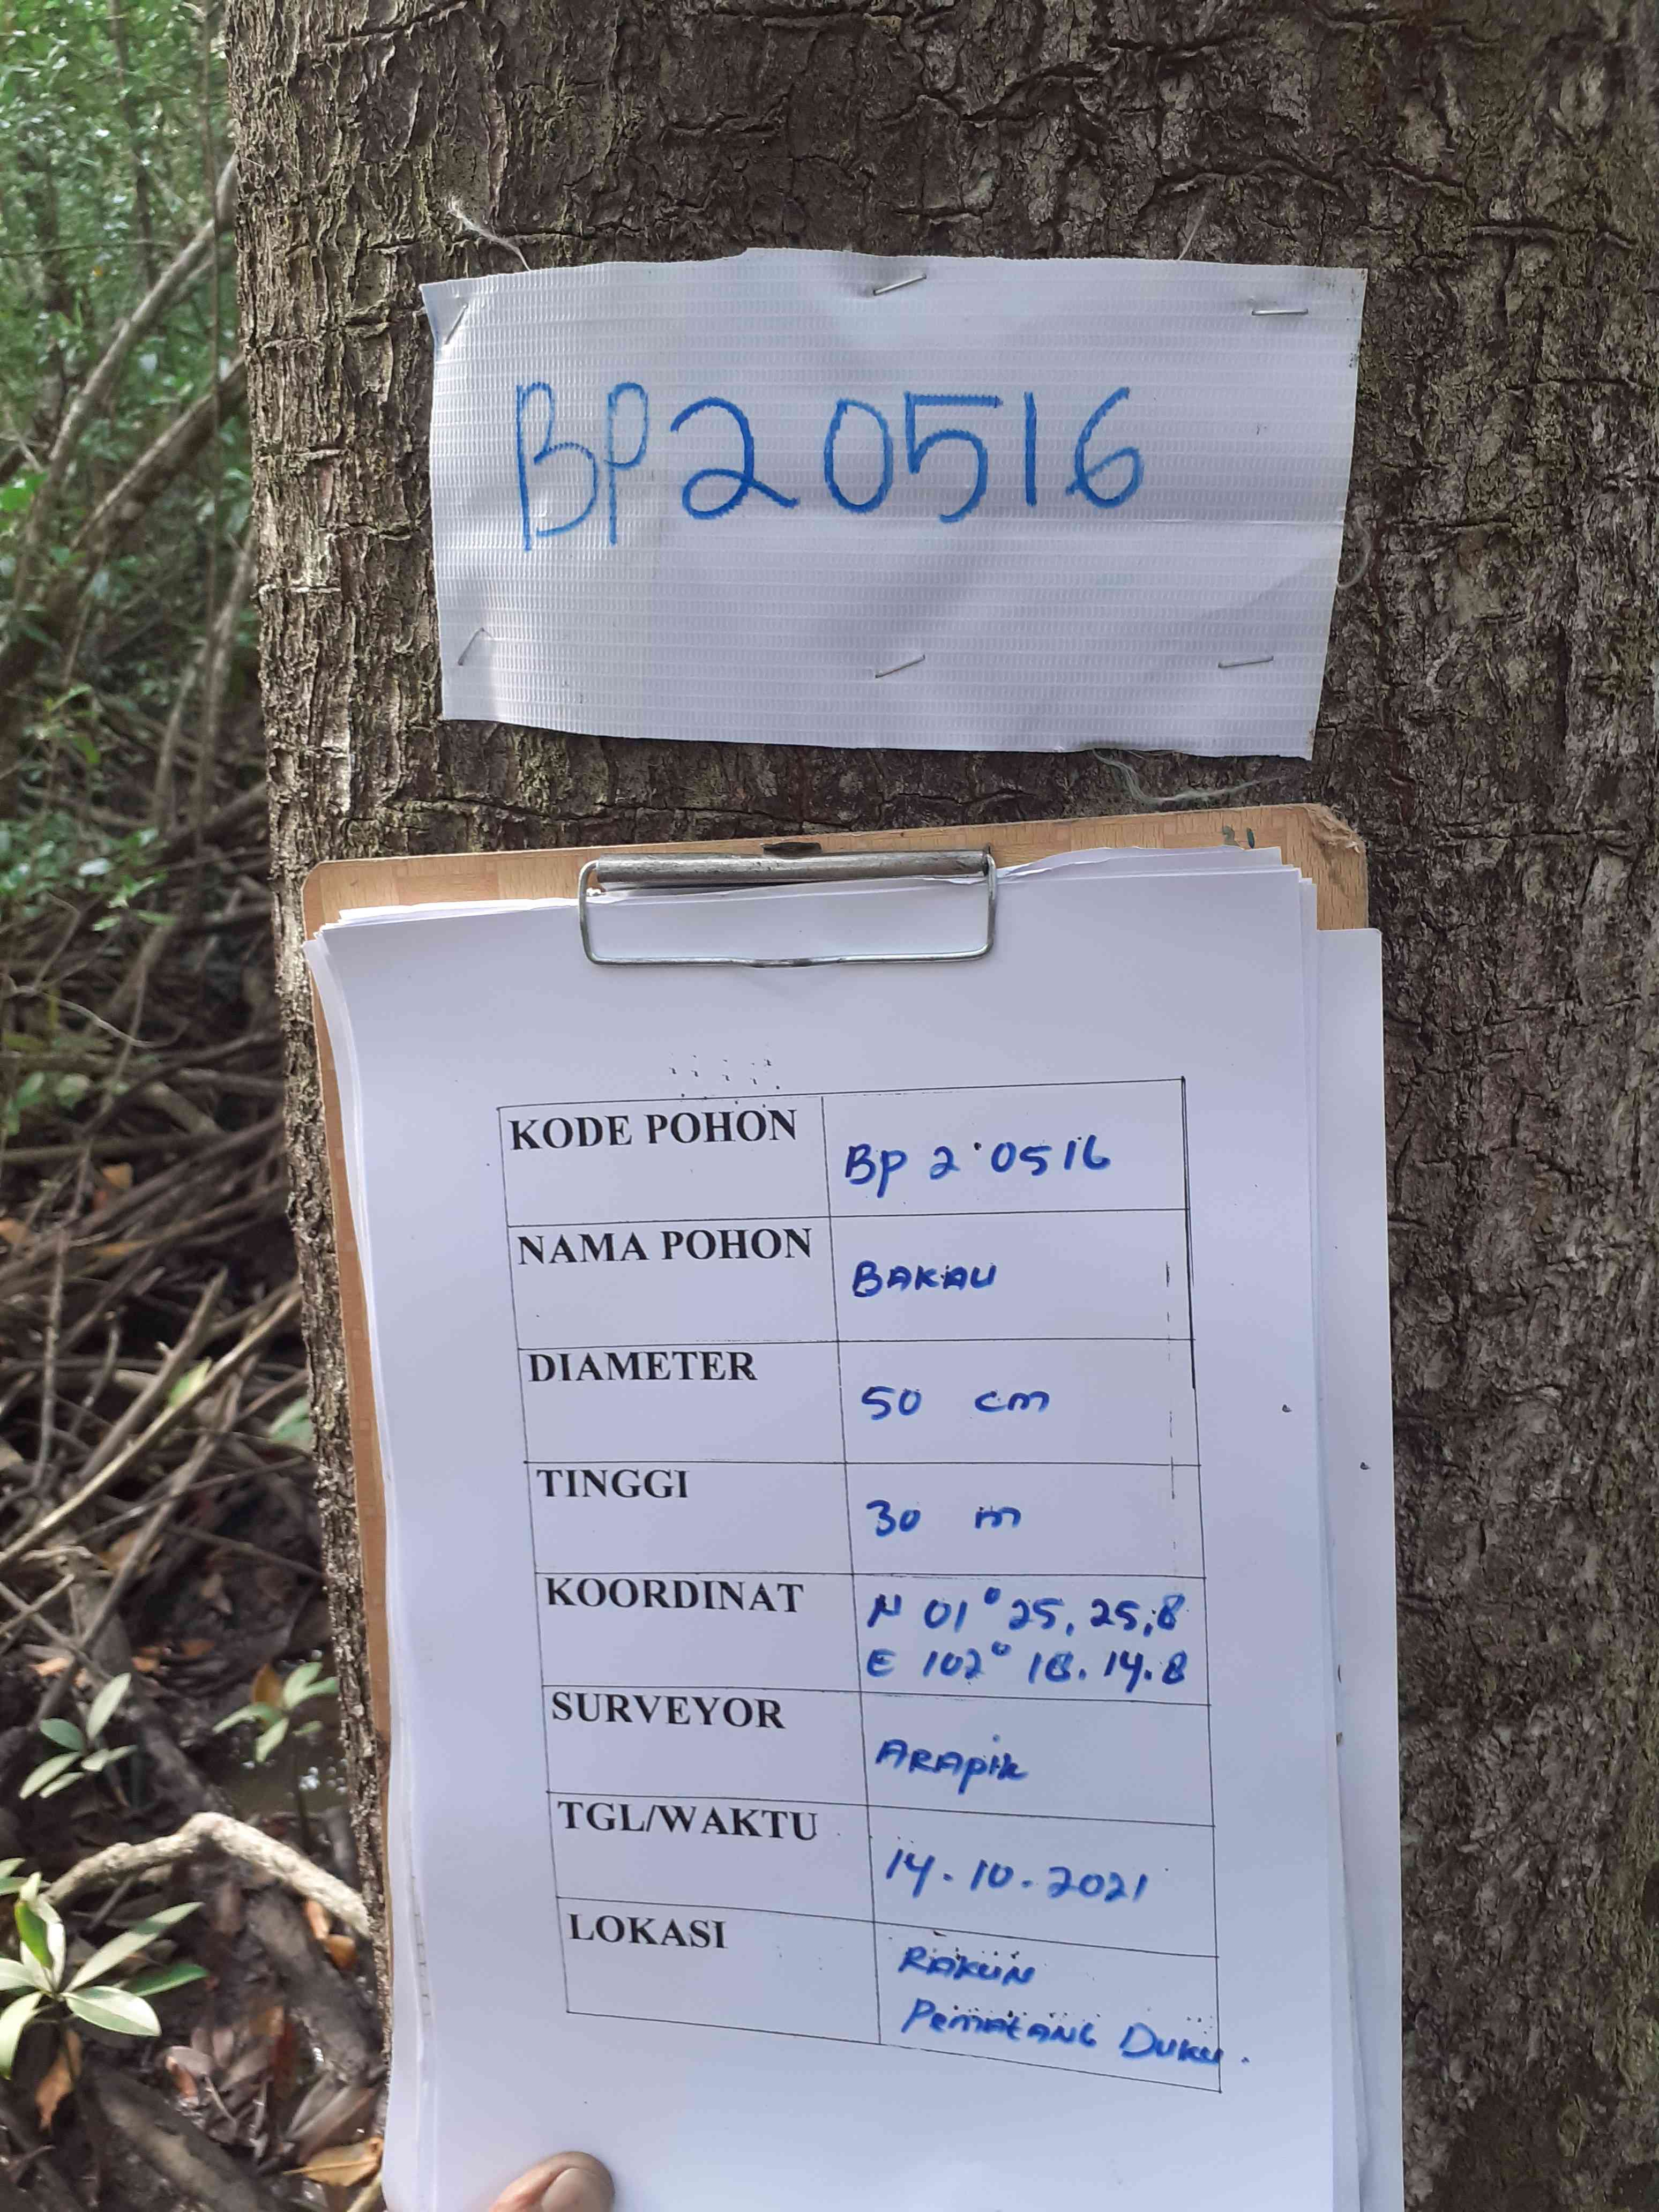 BP20516
KODE POHON
Bp 2 0516
NAMA POHON
BAKAU
DIAMETER
50 cm
TINGGI
30 m
KOORDINAT
N 01° 25, 25,8
E 102° 18. 14.8
SURVEYOR
ARAPIK
TGL/WAKTU
14.10.2021
LOKASI
RAKUN
PEMATANG DUKU.